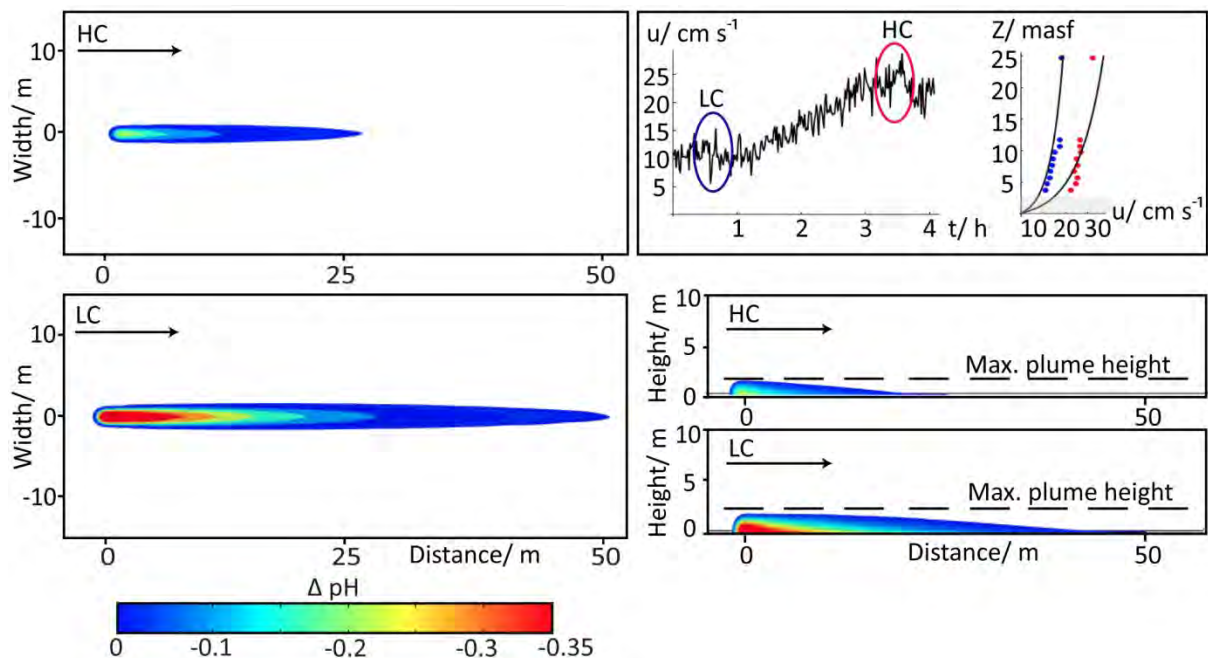 HC
Width/ m
10
0
-10
0
25
50
u/ cm s⁻¹
25
20
15
10
5
LC
HC
1
2
3
4
t/ h
Z/ masf
25
20
15
10
5
10 20 30
u/ cm s⁻¹
LC
Width/ m
10
0
-10
0
25
Distance/ m
50
HC
Height/ m
10
5
0
Max. plume height
0
50
LC
Height/ m
10
5
0
Max. plume height
0
Distance/ m
50
Δ pH
0
-0.1
-0.2
-0.3
-0.35